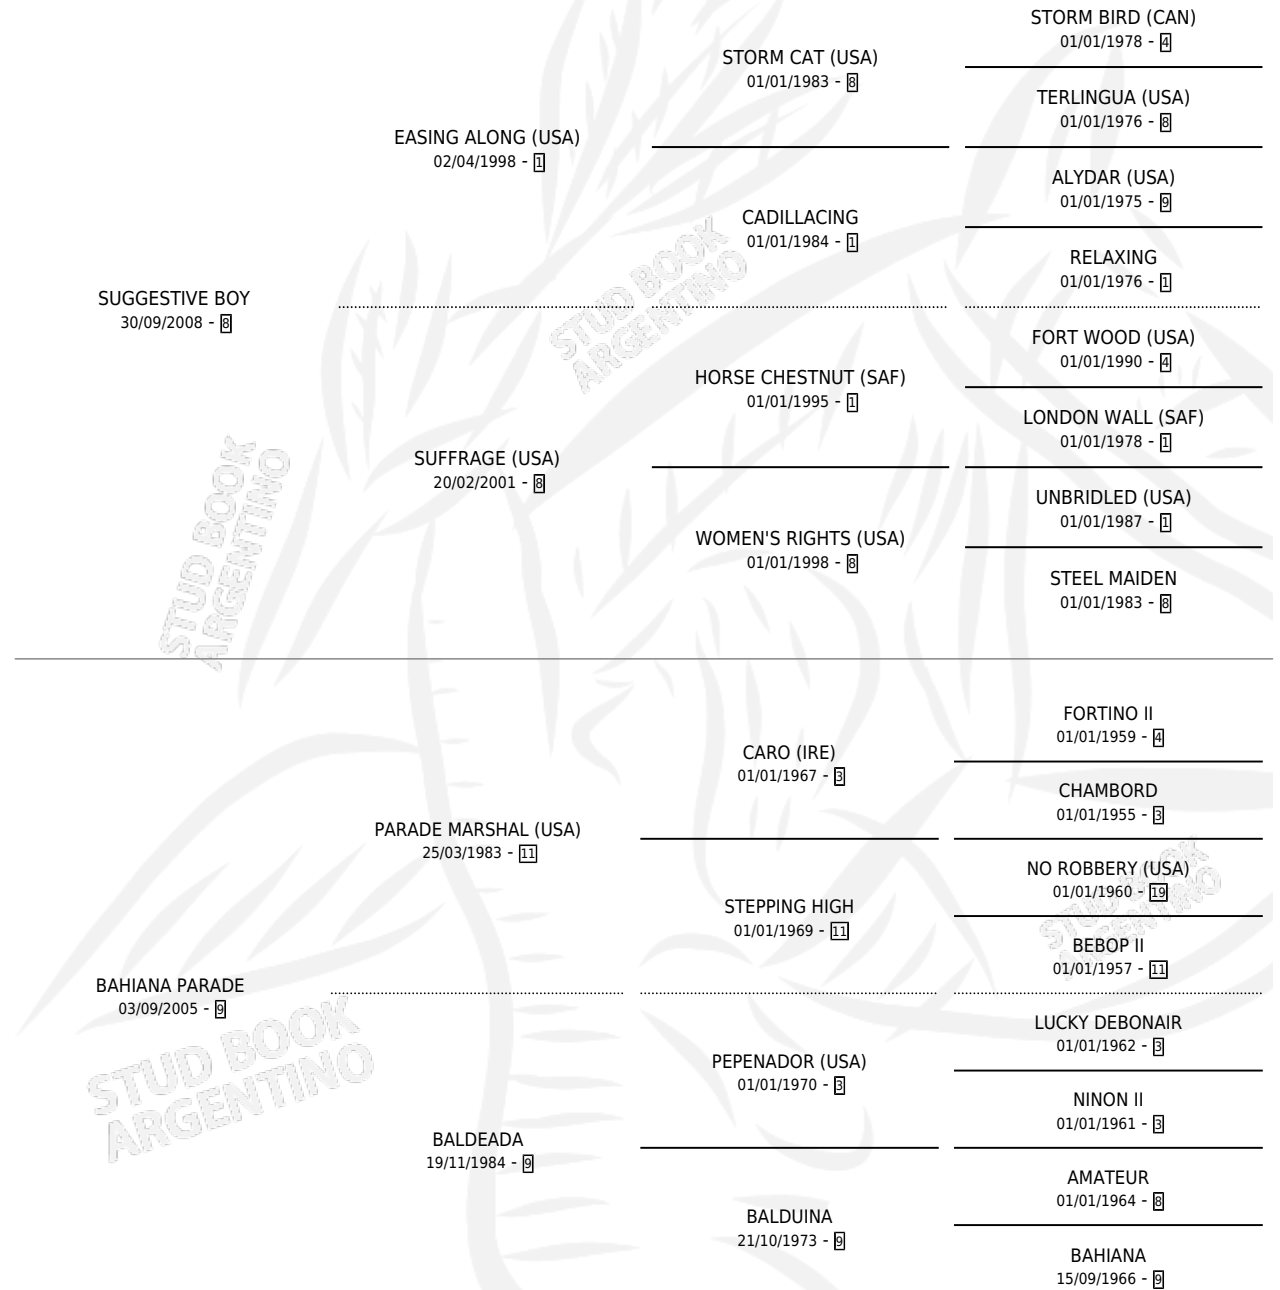 STORM BIRD (CAN)
01/01/1978 - 4
STORM CAT (USA)
01/01/1983 - 8
TERLINGUA (USA)
01/01/1976 - 8
EASING ALONG (USA)
02/04/1998 - 1
ALYDAR (USA)
01/01/1975 - 9
CADILLACING
01/01/1984 - 1
RELAXING
01/01/1976 - 1
SUGGESTIVE BOY
30/09/2008 - 8
FORT WOOD (USA)
01/01/1990 - 4
HORSE CHESTNUT (SAF)
01/01/1995 - 1
LONDON WALL (SAF)
01/01/1978 - 1
SUFFRAGE (USA)
20/02/2001 - 8
UNBRIDLED (USA)
01/01/1987 - 1
WOMEN'S RIGHTS (USA)
01/01/1998 - 8
STEEL MAIDEN
01/01/1983 - 8
FORTINO II
01/01/1959 - 4
CARO (IRE)
01/01/1967 - 3
CHAMBORD
01/01/1955 - 3
PARADE MARSHAL (USA)
25/03/1983 - 11
NO ROBBERY (USA)
01/01/1960 - 19
STEPPING HIGH
01/01/1969 - 11
BEBOP II
01/01/1957 - 11
BAHIANA PARADE
03/09/2005 - 9
LUCKY DEBONAIR
01/01/1962 - 3
PEPENADOR (USA)
01/01/1970 - 3
NINON II
01/01/1961 - 3
BALDEADA
19/11/1984 - 9
AMATEUR
01/01/1964 - 8
BALDUINA
21/10/1973 - 9
BAHIANA
15/09/1966 - 9
STUD BOOK
ARGENTINO
STUD BOOK
ARGENTINO
STUD BOOK
ARGENTINO
STUD BOOK
ARGENTINO